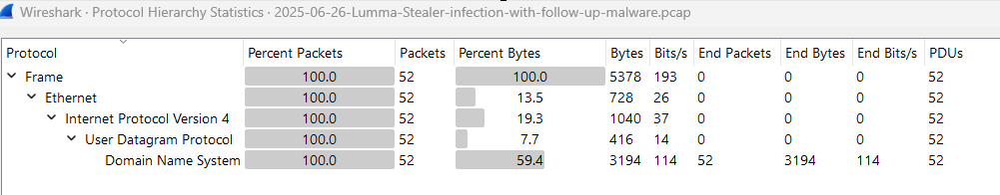 Wireshark · Protocol Hierarchy Statistics · 2025-06-26-Lumma-Stealer-infection-with-follow-up-malware.pcap
Protocol Percent Packets Packets Percent Bytes Bytes Bits/s End Packets End Bytes End Bits/s PDUs
Frame 100.0 52 100.0 5378 193 0 0 0 52
Ethernet 100.0 52 13.5 728 26 0 0 0 52
Internet Protocol Version 4 100.0 52 19.3 1040 37 0 0 0 52
User Datagram Protocol 100.0 52 7.7 416 14 0 0 0 52
Domain Name System 100.0 52 59.4 3194 114 52 3194 114 52